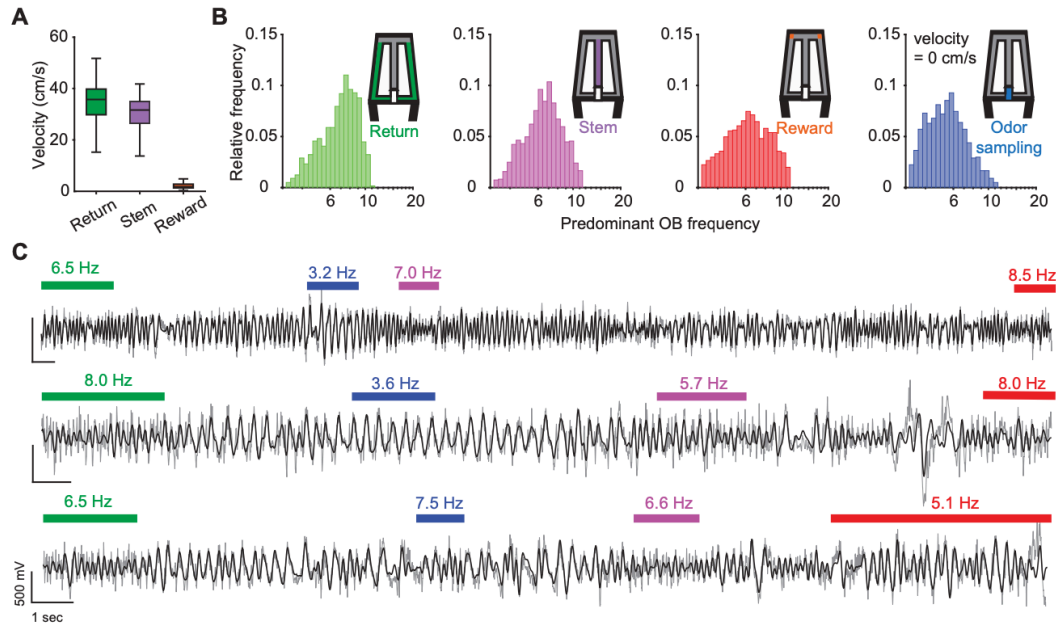 A
B
60
40
20
0
Velocity (cm/s)
Return
Stem
Reward
0.15
0.1
0.05
0
Relative frequency
6
10
20
Return
0.15
0.1
0.05
0
6
10
20
Stem
0.15
0.1
0.05
0
6
10
20
Reward
0.15
0.1
0.05
0
velocity
= 0 cm/s
6
10
20
Odor
sampling
Predominant OB frequency
C
6.5 Hz
3.2 Hz
7.0 Hz
8.5 Hz
8.0 Hz
3.6 Hz
5.7 Hz
8.0 Hz
6.5 Hz
7.5 Hz
6.6 Hz
5.1 Hz
500 mV
1 sec